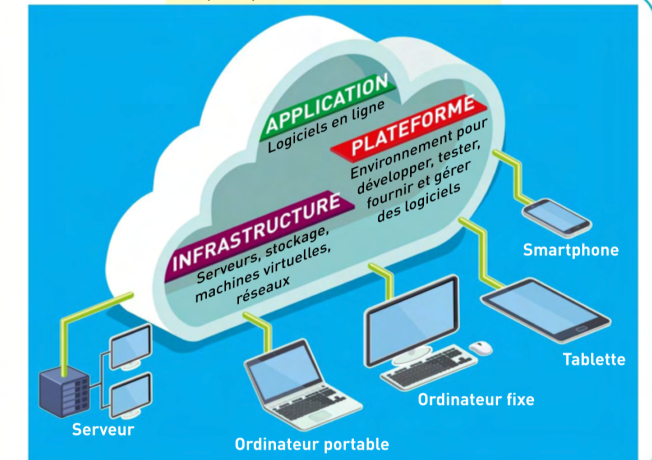 APPLICATION
Logiciels en ligne
PLATEFORME
Environnement pour
développer, tester,
fournir et gérer
des logiciels
INFRASTRUCTURE
Serveurs, stockage,
machines virtuelles,
réseaux
Smartphone
Tablette
Ordinateur fixe
Ordinateur portable
Serveur